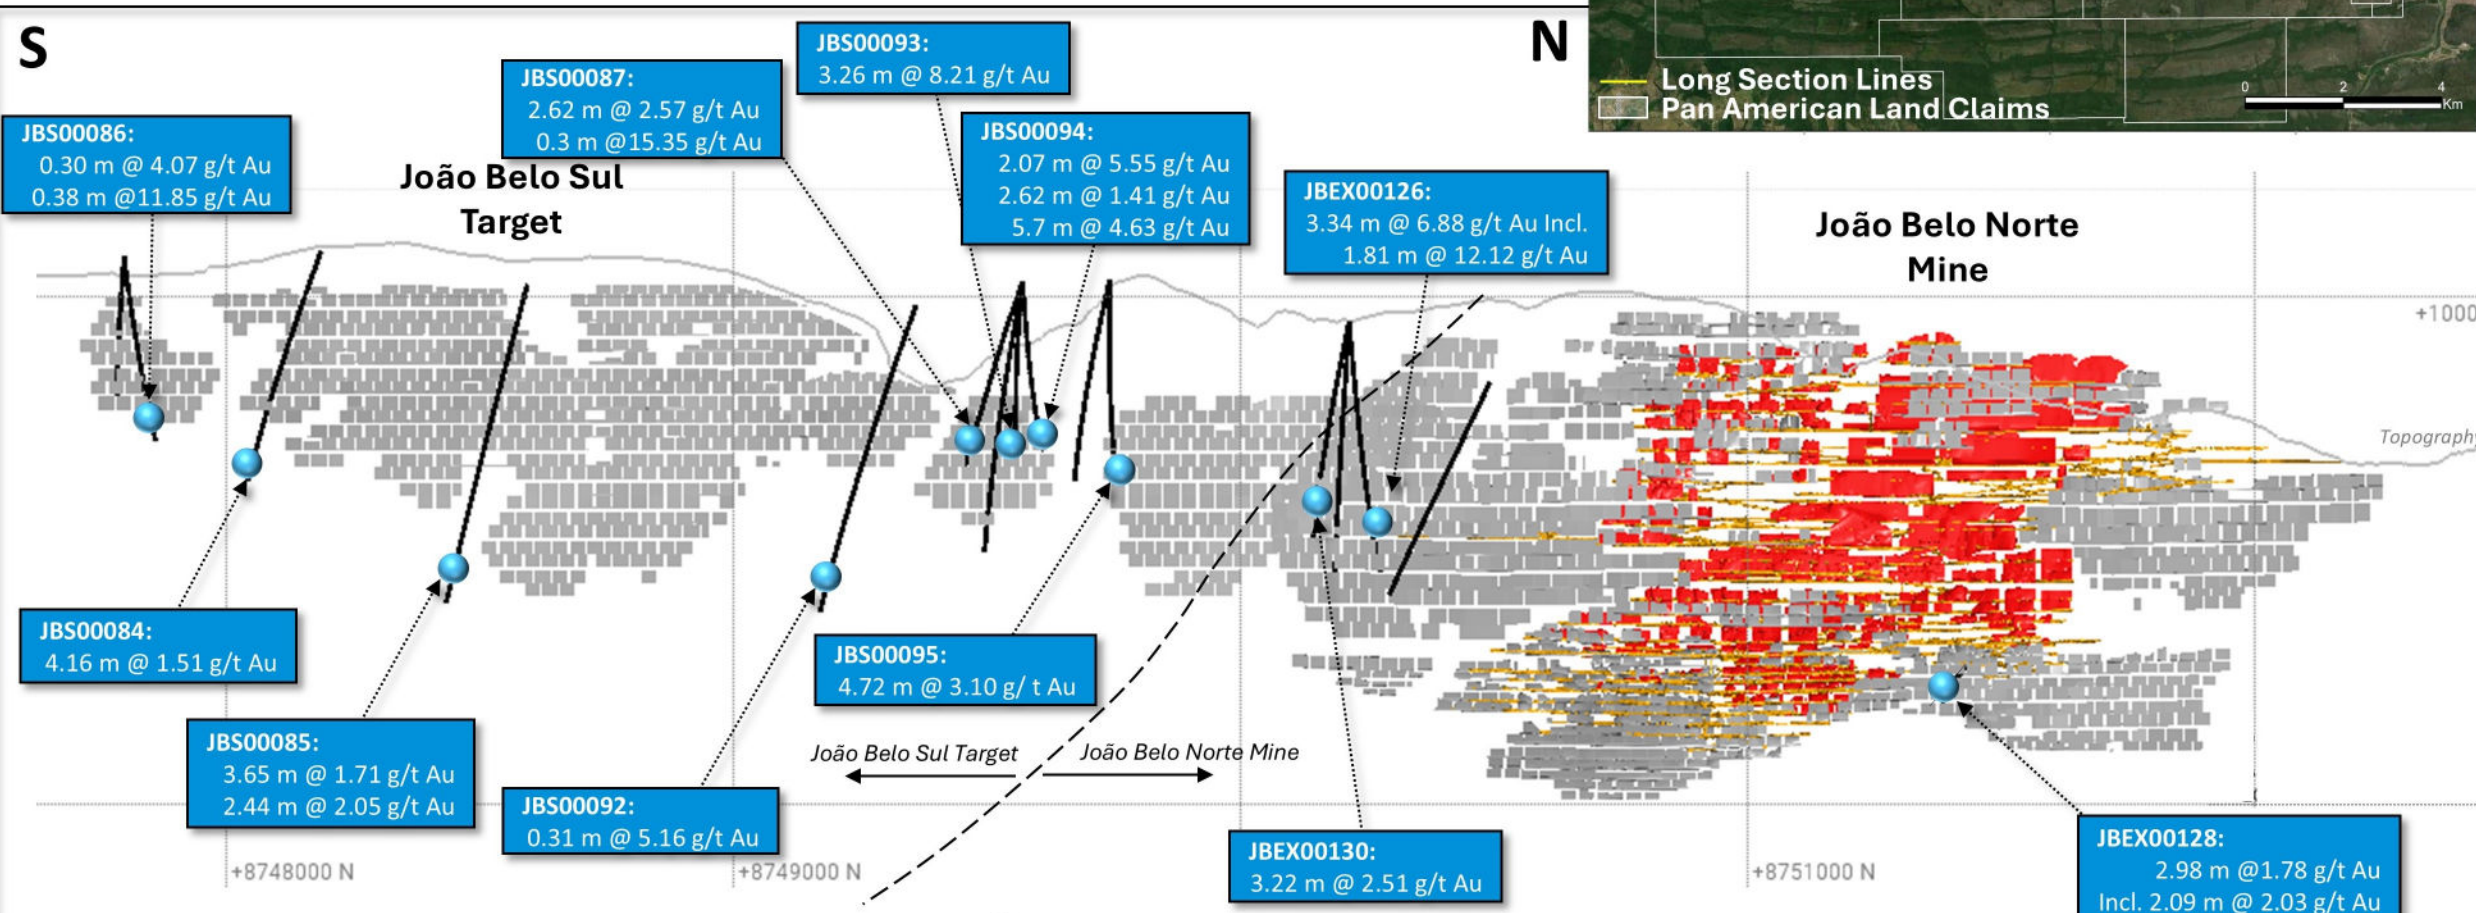 S
N
Long Section Lines
Pan American Land Claims
0
2
4
Km
JBS00093:
3.26 m @ 8.21 g/t Au
JBS00087:
2.62 m @ 2.57 g/t Au
0.3 m @15.35 g/t Au
JBS00086:
0.30 m @ 4.07 g/t Au
0.38 m @11.85 g/t Au
JBS00094:
2.07 m @ 5.55 g/t Au
2.62 m @ 1.41 g/t Au
5.7 m @ 4.63 g/t Au
João Belo Sul
Target
JBEX00126:
3.34 m @ 6.88 g/t Au Incl.
1.81 m @ 12.12 g/t Au
João Belo Norte
Mine
+1000
Topography
JBS00084:
4.16 m @ 1.51 g/t Au
JBS00095:
4.72 m @ 3.10 g/ t Au
JBS00085:
3.65 m @ 1.71 g/t Au
2.44 m @ 2.05 g/t Au
João Belo Sul Target
João Belo Norte Mine
JBS00092:
0.31 m @ 5.16 g/t Au
JBEX00130:
3.22 m @ 2.51 g/t Au
JBEX00128:
2.98 m @1.78 g/t Au
Incl. 2.09 m @ 2.03 g/t Au
+8748000 N
+8749000 N
+8751000 N